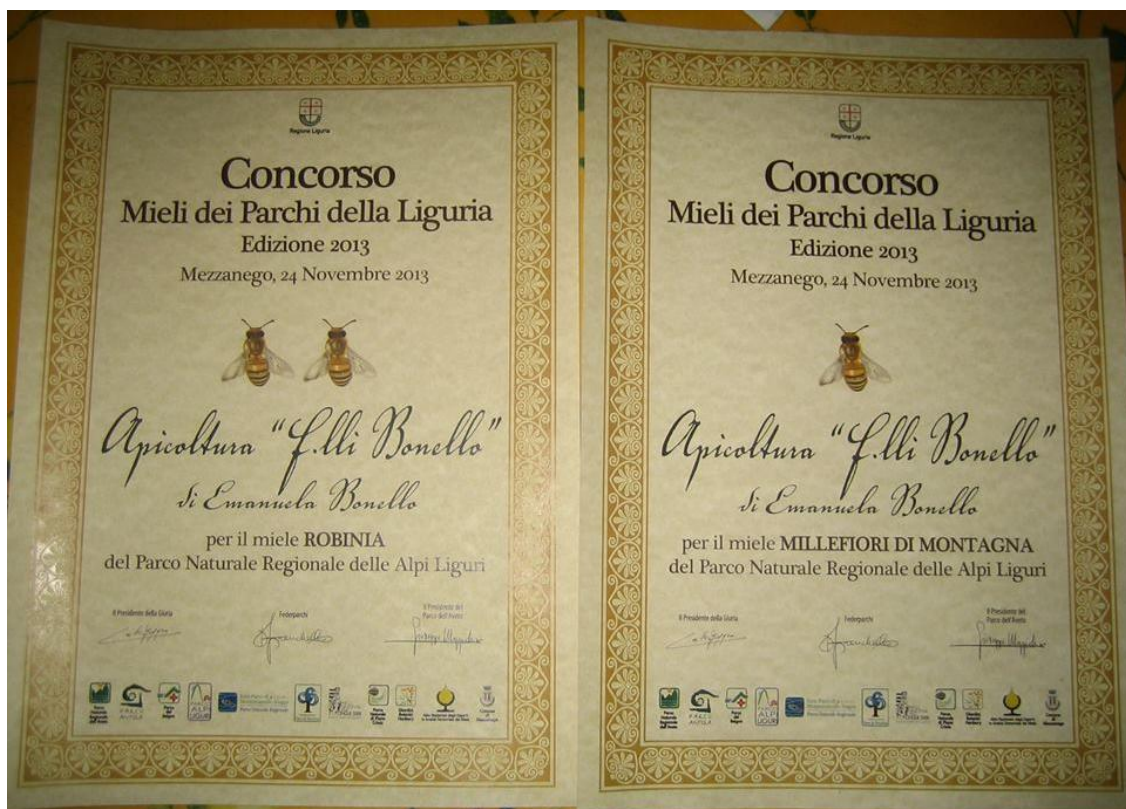 Regione Liguria
Concorso
Mieli dei Parchi della Liguria
Edizione 2013
Mezzanego, 24 Novembre 2013
Apicoltura "F.lli Bonello"
di Emanuela Bonello
per il miele ROBINIA
del Parco Naturale Regionale delle Alpi Liguri
Il Presidente della Giuria
Federparchi
Il Presidente del
Parco dell'Aveto
Regione Liguria
Concorso
Mieli dei Parchi della Liguria
Edizione 2013
Mezzanego, 24 Novembre 2013
Apicoltura "F.lli Bonello"
di Emanuela Bonello
per il miele MILLEFIORI DI MONTAGNA
del Parco Naturale Regionale delle Alpi Liguri
Il Presidente della Giuria
Federparchi
Il Presidente del
Parco dell'Aveto